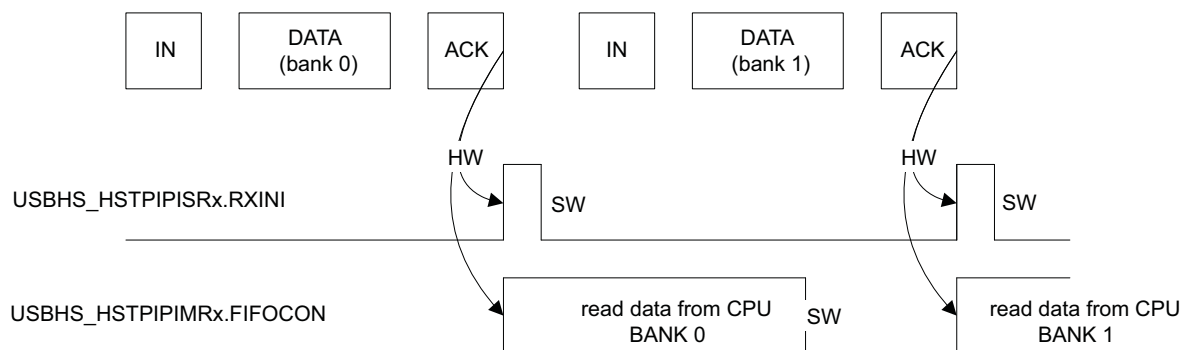 IN
DATA
(bank 0)
ACK
IN
DATA
(bank 1)
ACK
HW
HW
USBHS_HSTPIPISRx.RXINI
SW
SW
USBHS_HSTPIPIMRx.FIFOCON
read data from CPU
BANK 0
SW
read data from CPU
BANK 1